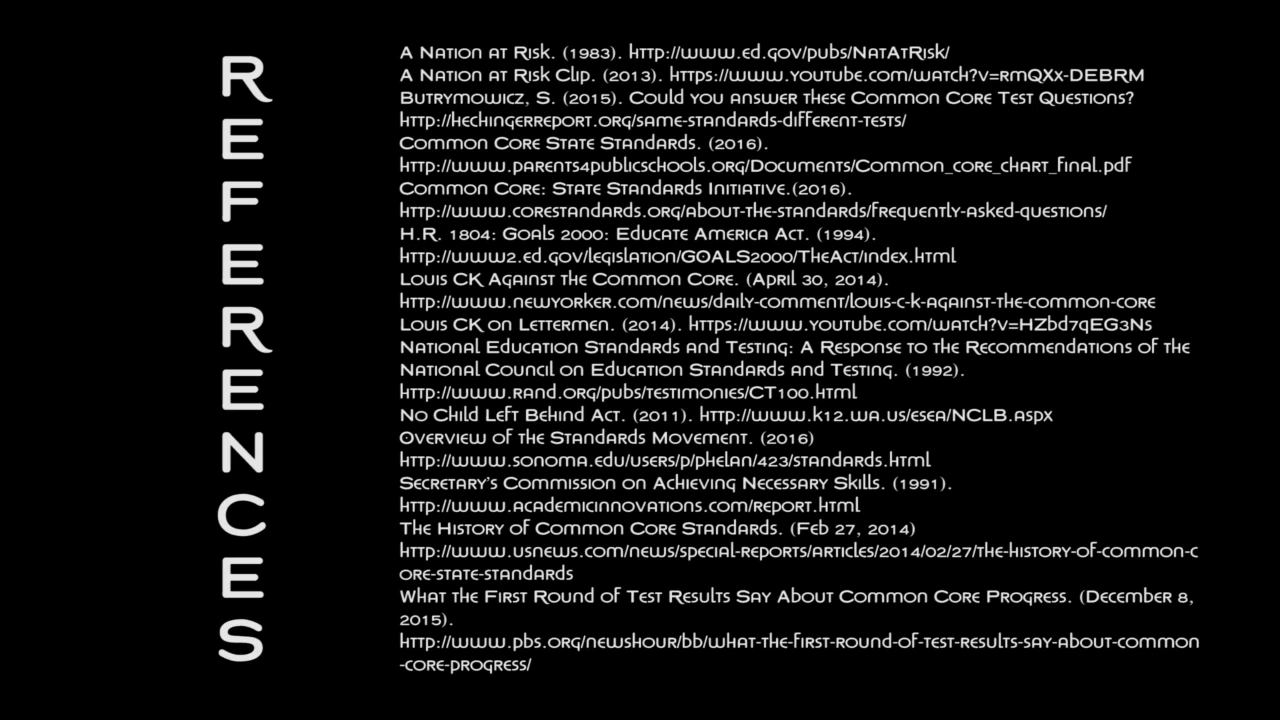 REFERENCES
A Nation at Risk. (1983). http://www.ed.gov/pubs/NatAtRisk/
A Nation at Risk Clip. (2013). https://www.youtube.com/watch?v=rmQXx-DEBRM
Butrymowicz, S. (2015). Could you answer these Common Core Test Questions?
http://hechingerreport.org/same-standards-different-tests/
Common Core State Standards. (2016).
http://www.parents4publicschools.org/Documents/Common_core_chart_final.pdf
Common Core: State Standards Initiative.(2016).
http://www.corestandards.org/about-the-standards/frequently-asked-questions/
H.R. 1804: Goals 2000: Educate America Act. (1994).
http://www2.ed.gov/legislation/GOALS2000/TheAct/index.html
Louis CK Against the Common Core. (April 30, 2014).
http://www.newyorker.com/news/daily-comment/louis-c-k-against-the-common-core
Louis CK on Lettermen. (2014). https://www.youtube.com/watch?v=HZbd7qEG3Ns
National Education Standards and Testing: A Response to the Recommendations of the
National Council on Education Standards and Testing. (1992).
http://www.rand.org/pubs/testimonies/CT100.html
No Child Left Behind Act. (2011). http://www.k12.wa.us/esea/NCLB.aspx
Overview of the Standards Movement. (2016)
http://www.sonoma.edu/users/p/phelan/423/standards.html
Secretary's Commission on Achieving Necessary Skills. (1991).
http://www.academicinnovations.com/report.html
The History of Common Core Standards. (Feb 27, 2014)
http://www.usnews.com/news/special-reports/articles/2014/02/27/the-history-of-common-c
ore-state-standards
What the First Round of Test Results Say About Common Core Progress. (December 8,
2015).
http://www.pbs.org/newshour/bb/what-the-first-round-of-test-results-say-about-common
-core-progress/